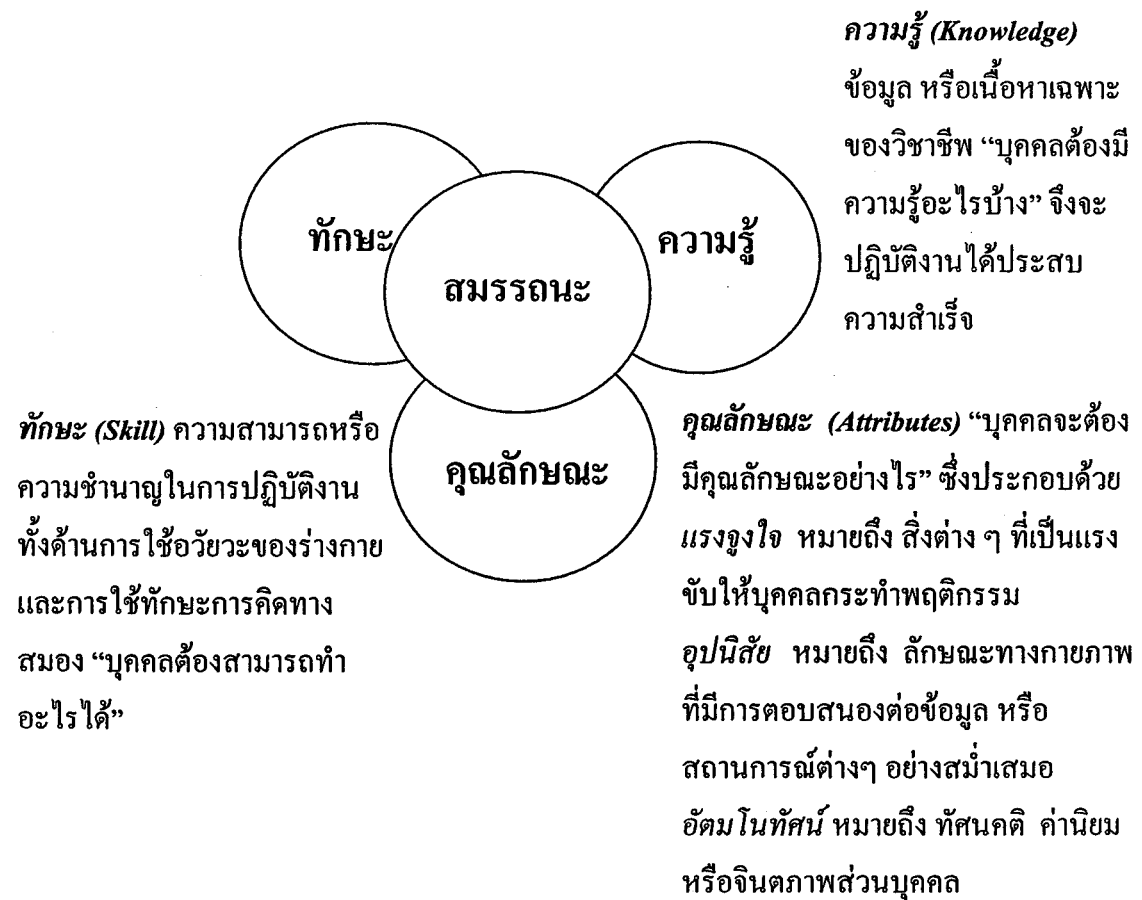 ความรู้ (Knowledge)
ข้อมูล หรือเนื้อหาเฉพาะ
ของวิชาชีพ “บุคคลต้องมี
ความรู้อะไรบ้าง” จึงจะ
ปฏิบัติงานได้ประสบ
ความสำเร็จ
ทักษะ
ความรู้
สมรรถนะ
คุณลักษณะ
ทักษะ (Skill) ความสามารถหรือ
ความชำนาญในการปฏิบัติงาน
ทั้งด้านการใช้อวัยวะของร่างกาย
และการใช้ทักษะการคิดทาง
สมอง “บุคคลต้องสามารถทำ
อะไรได้”
คุณลักษณะ (Attributes) “บุคคลจะต้อง
มีคุณลักษณะอย่างไร” ซึ่งประกอบด้วย
แรงจูงใจ หมายถึง สิ่งต่าง ๆ ที่เป็นแรง
ขับให้บุคคลกระทำพฤติกรรม
อุปนิสัย หมายถึง ลักษณะทางกายภาพ
ที่มีการตอบสนองต่อข้อมูล หรือ
สถานการณ์ต่างๆ อย่างสม่ำเสมอ
อัตมโนทัศน์ หมายถึง ทัศนคติ ค่านิยม
หรือจินตภาพส่วนบุคคล